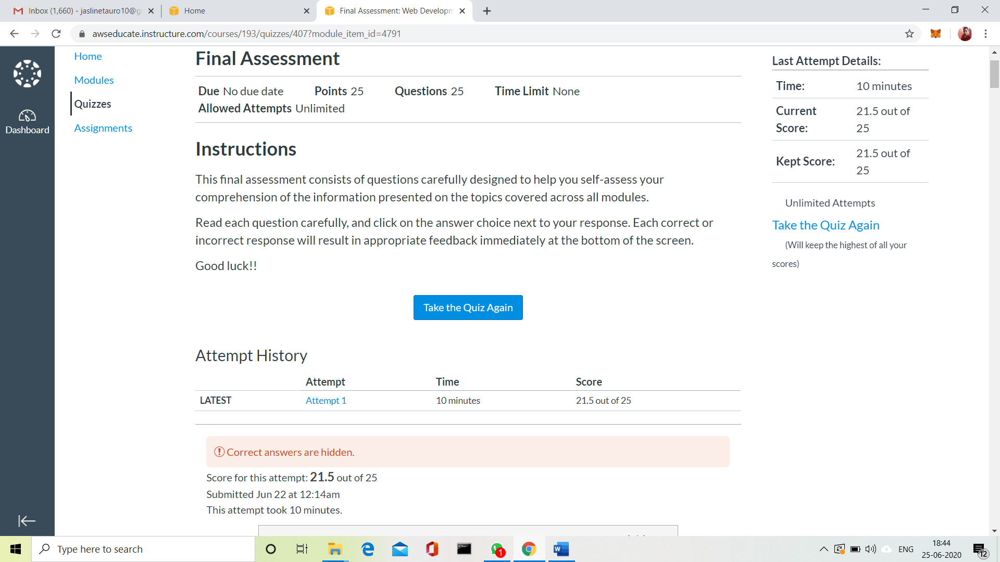 Inbox (1,660) - jaslinetauro10@g
Home
Final Assessment: Web Developm
awseducate.instructure.com/courses/193/quizzes/407?module_item_id=4791
Dashboard
Home
Modules
Quizzes
Assignments
Final Assessment
Due No due date Points 25 Questions 25 Time Limit None
Allowed Attempts Unlimited
Instructions
This final assessment consists of questions carefully designed to help you self-assess your
comprehension of the information presented on the topics covered across all modules.
Read each question carefully, and click on the answer choice next to your response. Each correct or
incorrect response will result in appropriate feedback immediately at the bottom of the screen.
Good luck!!
Take the Quiz Again
Attempt History
Attempt Time Score
LATEST Attempt 1 10 minutes 21.5 out of 25
Correct answers are hidden.
Score for this attempt: 21.5 out of 25
Submitted Jun 22 at 12:14am
This attempt took 10 minutes.
Last Attempt Details:
Time: 10 minutes
Current 21.5 out of
Score: 25
Kept Score: 21.5 out of
25
Unlimited Attempts
Take the Quiz Again
(Will keep the highest of all your
scores)
Type here to search
1
ENG
18:44
25-06-2020
12